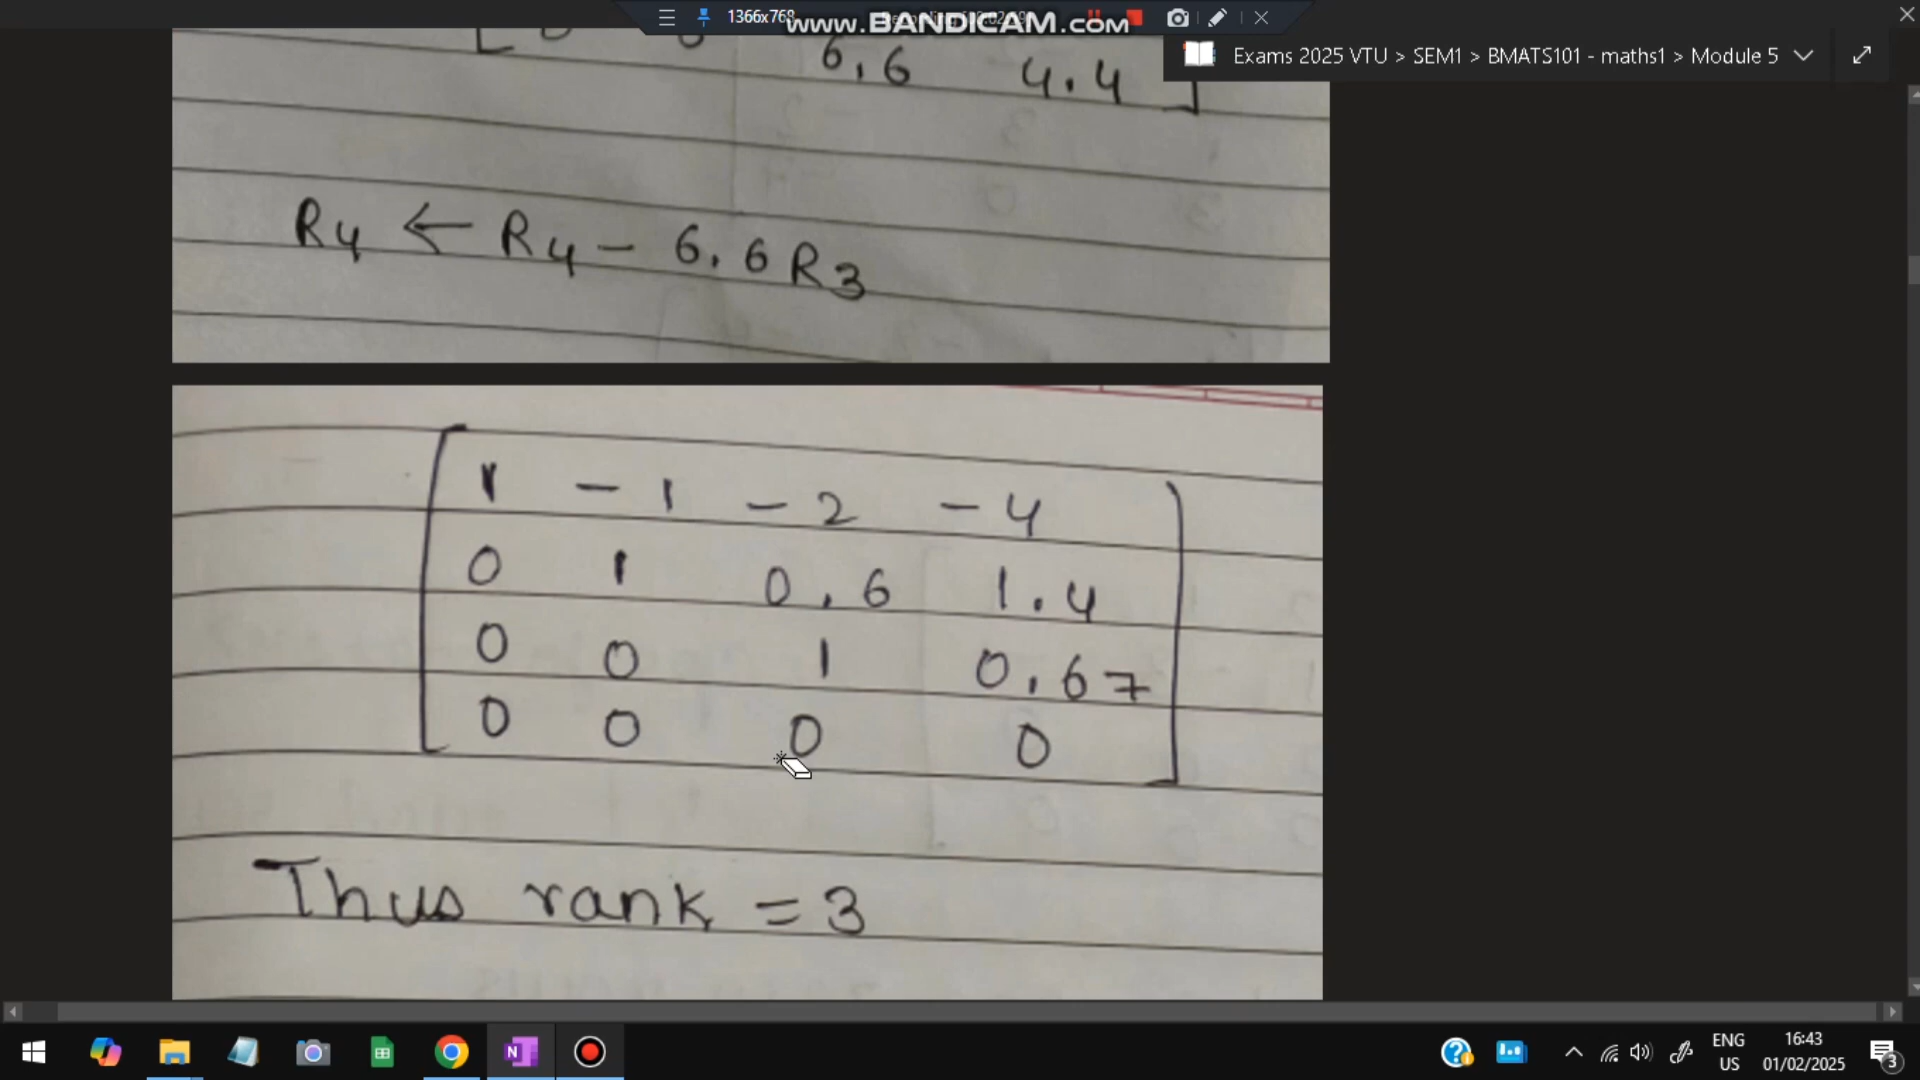 1366x768
www.BANDICAM.com
Exams 2025 VTU > SEM1 > BMATS101 - maths1 > Module 5
6.6 4.4
R4 ← R4 - 6.6 R3
1 -1 -2 -4
0 1 0.6 1.4
0 0 1 0.67
0 0 0 0
Thus rank = 3
ENG
US
16:43
01/02/2025
3